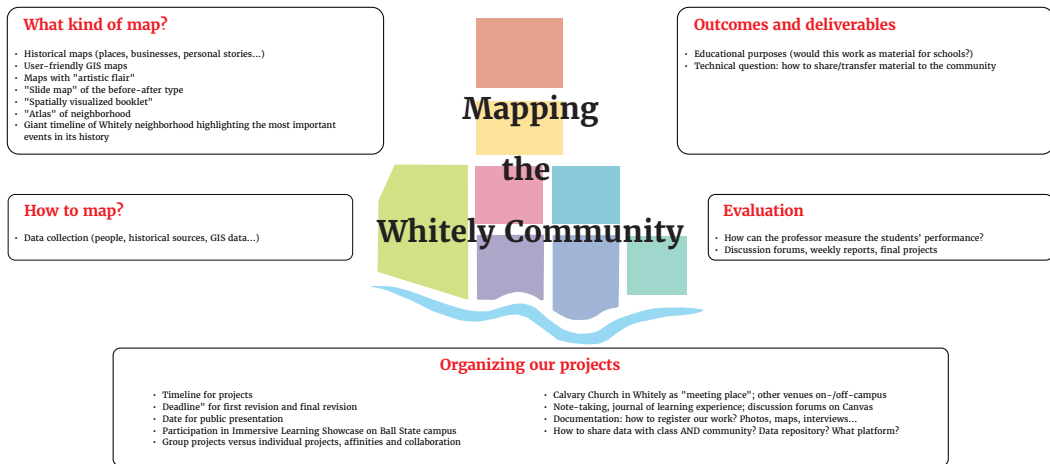 What kind of map?
· Historical maps (places, businesses, personal stories...)
· User-friendly GIS maps
· Maps with "artistic flair"
· "Slide map" of the before-after type
· "Spatially visualized booklet"
· "Atlas" of neighborhood
· Giant timeline of Whitely neighborhood highlighting the most important
events in its history
How to map?
· Data collection (people, historical sources, GIS data...)
Mapping
the
Whitely Community
Outcomes and deliverables
· Educational purposes (would this work as material for schools?)
· Technical question: how to share/transfer material to the community
Evaluation
· How can the professor measure the students' performance?
· Discussion forums, weekly reports, final projects
Organizing our projects
· Timeline for projects
· Deadline" for first revision and final revision
· Date for public presentation
· Participation in Immersive Learning Showcase on Ball State campus
· Group projects versus individual projects, affinities and collaboration
· Calvary Church in Whitely as "meeting place"; other venues on-/off-campus
· Note-taking, journal of learning experience; discussion forums on Canvas
· Documentation: how to register our work? Photos, maps, interviews...
· How to share data with class AND community? Data repository? What platform?